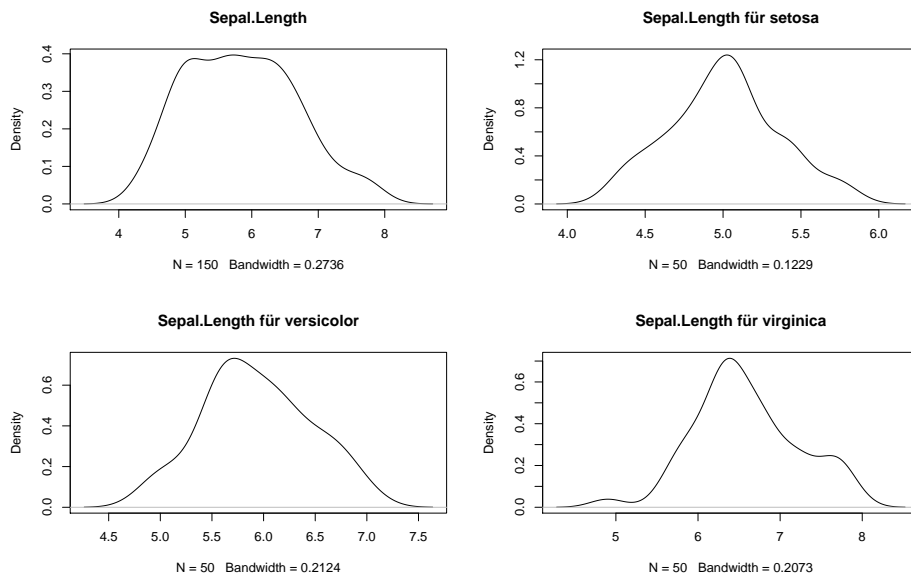 Sepal.Length
Density
0.0 0.1 0.2 0.3 0.4
4 5 6 7 8
N = 150 Bandwidth = 0.2736
Sepal.Length für setosa
Density
0.0 0.4 0.8 1.2
4.0 4.5 5.0 5.5 6.0
N = 50 Bandwidth = 0.1229
Sepal.Length für versicolor
Density
0.0 0.2 0.4 0.6
4.5 5.0 5.5 6.0 6.5 7.0 7.5
N = 50 Bandwidth = 0.2124
Sepal.Length für virginica
Density
0.0 0.2 0.4 0.6
5 6 7 8
N = 50 Bandwidth = 0.2073